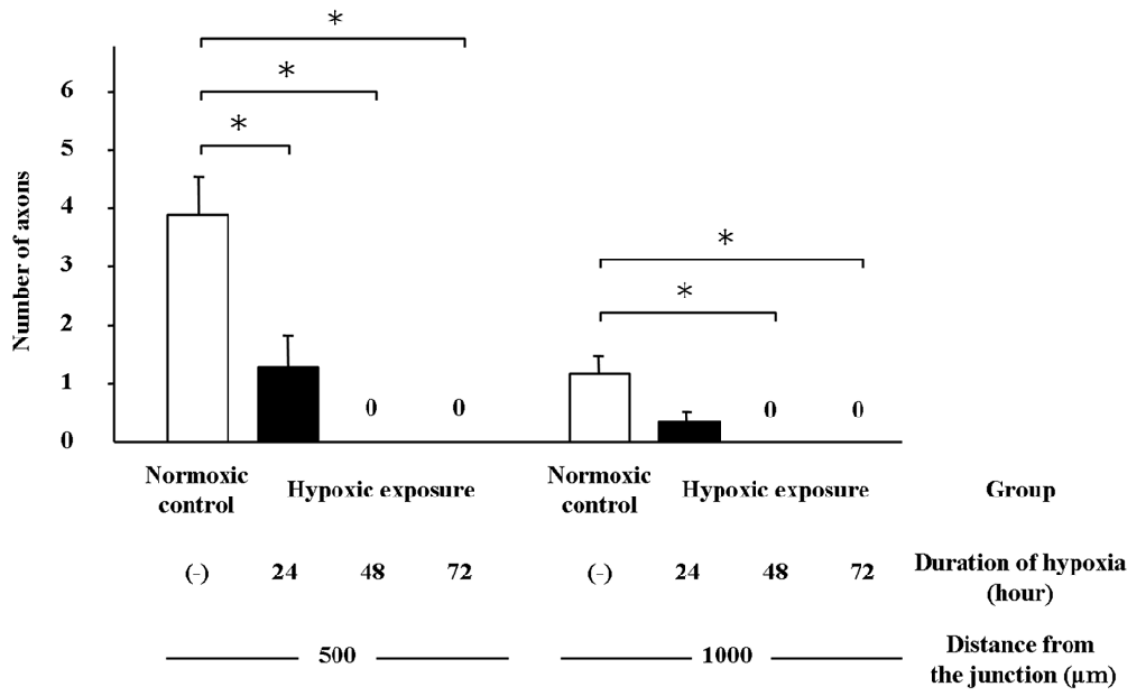 *
*
*
6
5
4
3
2
1
0
Number of axons
0 0
*
*
0 0
Normoxic
control
Hypoxic exposure
Normoxic
control
Hypoxic exposure
Group
(-) 24 48 72 (-) 24 48 72
Duration of hypoxia
(hour)
500 1000
Distance from
the junction (µm)